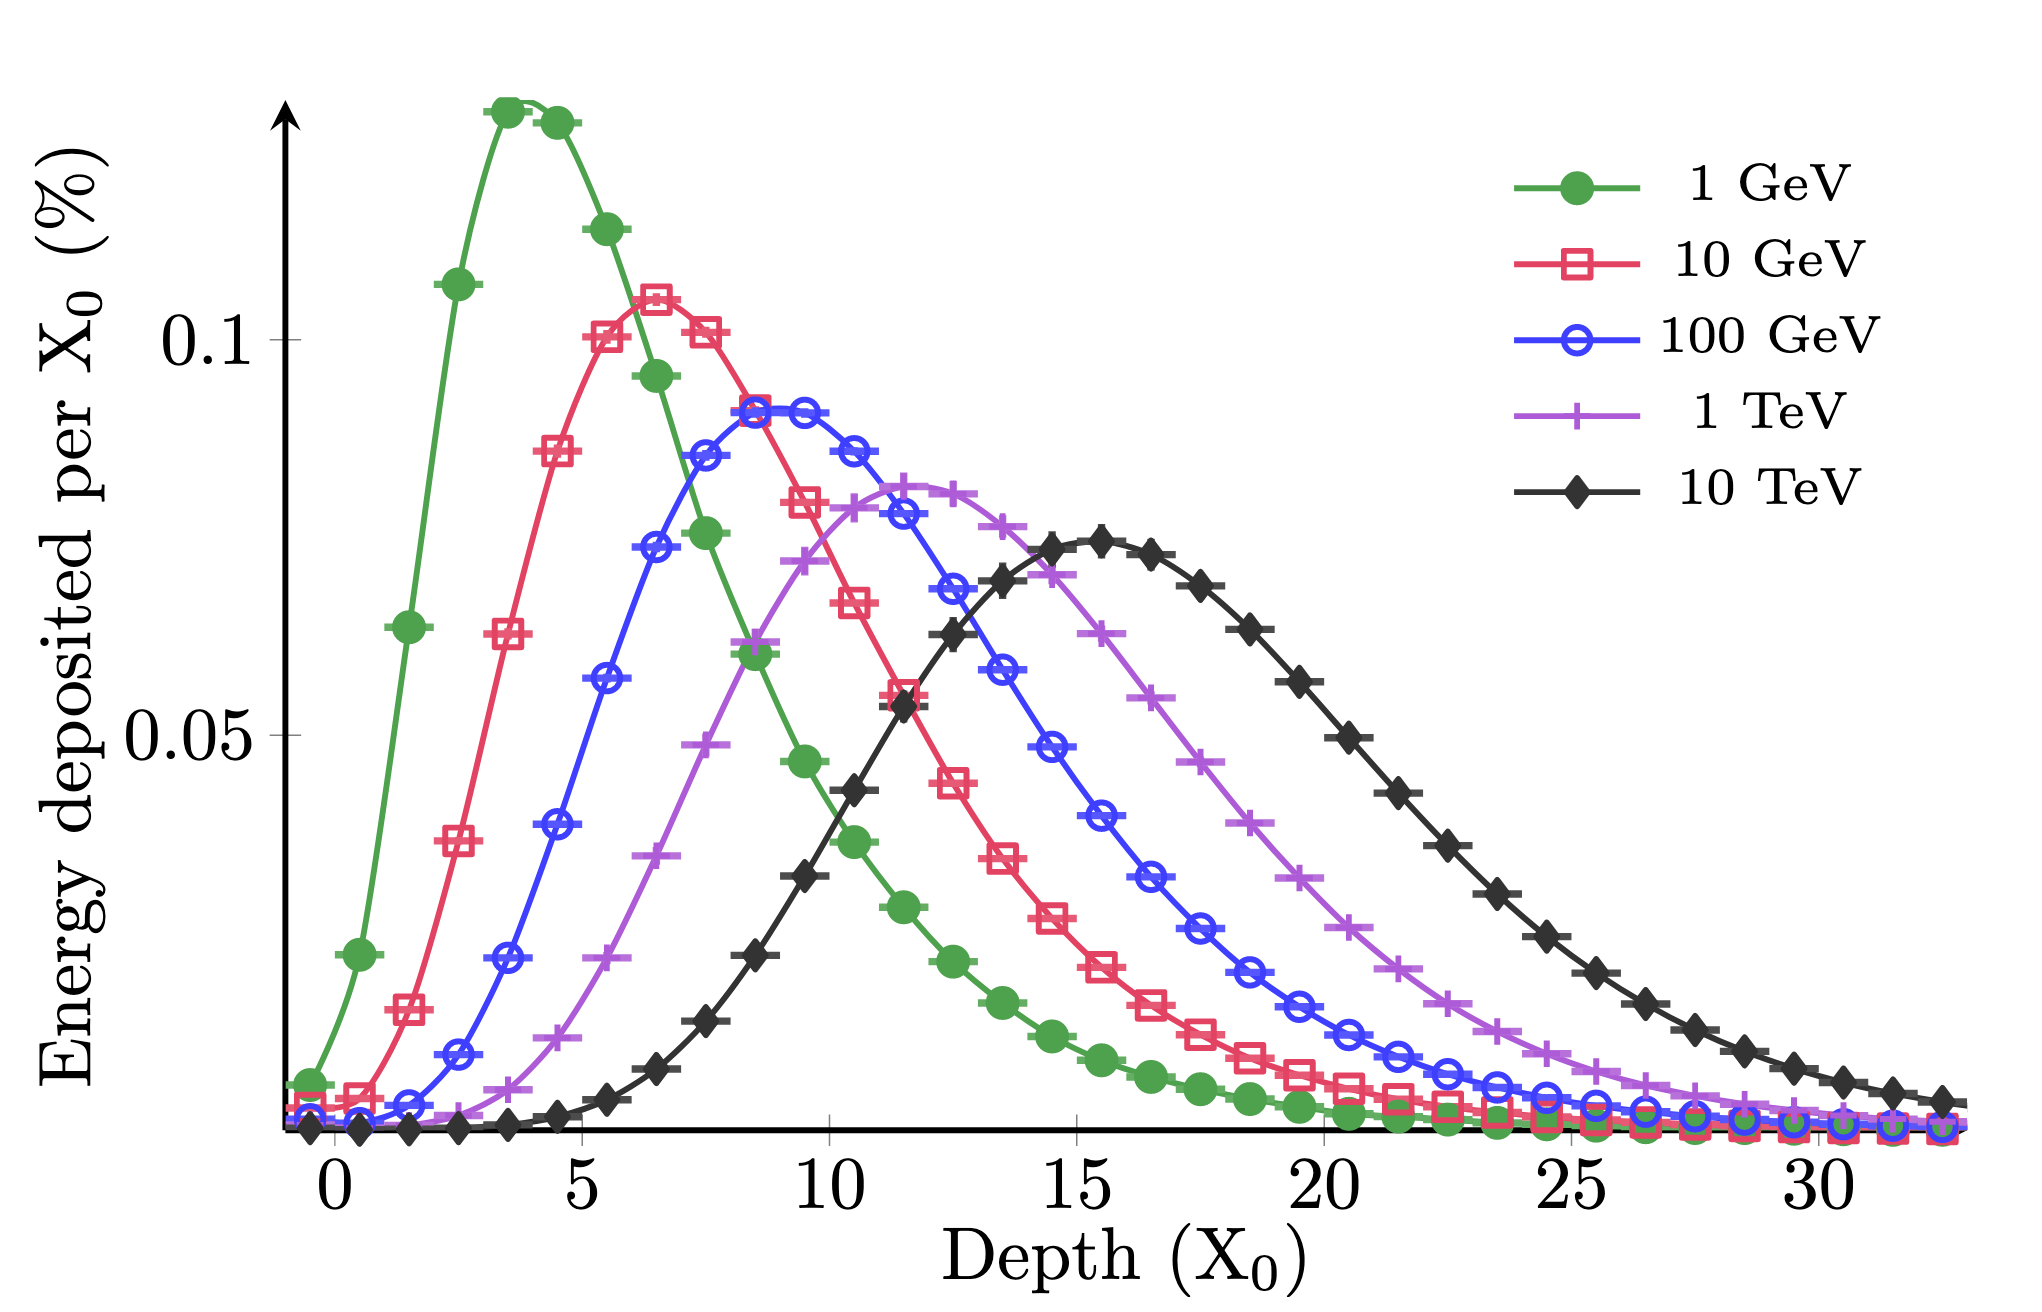 Energy deposited per X₀ (%)
0.1
0.05
1 GeV
10 GeV
100 GeV
1 TeV
10 TeV
0 5 10 15 20 25 30
Depth (X₀)